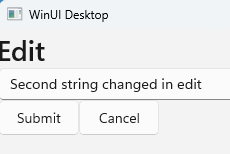 WinUI Desktop
Edit
Second string changed in edit
Submit Cancel